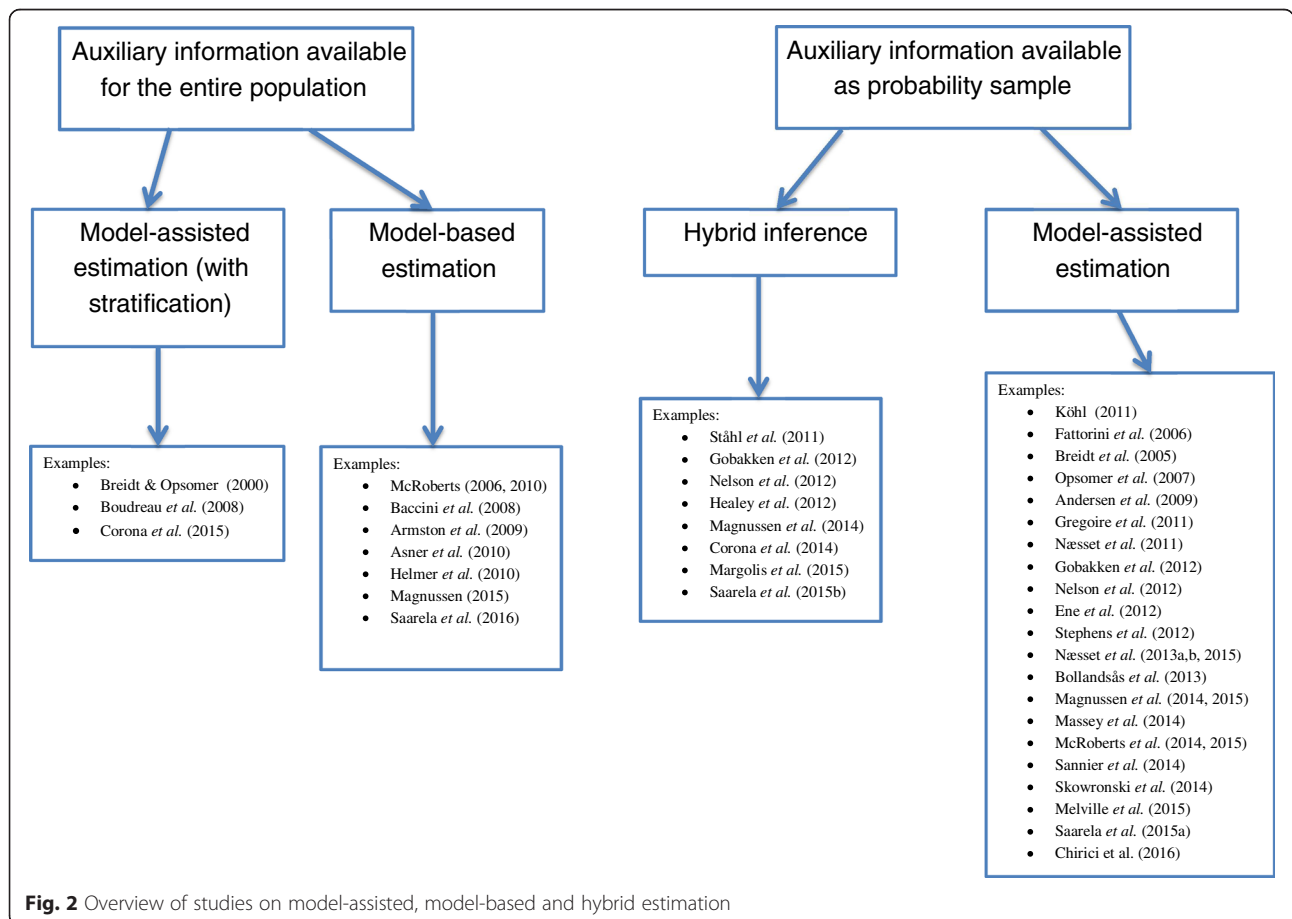 Auxiliary information available
for the entire population
Auxiliary information available
as probability sample
Model-assisted
estimation (with
stratification)
Model-based
estimation
Hybrid inference
Model-assisted
estimation
Examples:
• Breidt & Opsomer (2000)
• Boudreau et al. (2008)
• Corona et al. (2015)
Examples:
• McRoberts (2006, 2010)
• Baccini et al. (2008)
• Armston et al. (2009)
• Asner et al. (2010)
• Helmer et al. (2010)
• Magnussen (2015)
• Saarela et al. (2016)
Examples:
• Ståhl et al. (2011)
• Gobakken et al. (2012)
• Nelson et al. (2012)
• Healey et al. (2012)
• Magnussen et al. (2014)
• Corona et al. (2014)
• Margolis et al. (2015)
• Saarela et al. (2015b)
Examples:
• Köhl (2011)
• Fattorini et al. (2006)
• Breidt et al. (2005)
• Opsomer et al. (2007)
• Andersen et al. (2009)
• Gregoire et al. (2011)
• Næsset et al. (2011)
• Gobakken et al. (2012)
• Nelson et al. (2012)
• Ene et al. (2012)
• Stephens et al. (2012)
• Næsset et al. (2013a,b, 2015)
• Bollandsås et al. (2013)
• Magnussen et al. (2014, 2015)
• Massey et al. (2014)
• McRoberts et al. (2014, 2015)
• Sannier et al. (2014)
• Skowronski et al. (2014)
• Melville et al. (2015)
• Saarela et al. (2015a)
• Chirici et al. (2016)
Fig. 2 Overview of studies on model-assisted, model-based and hybrid estimation